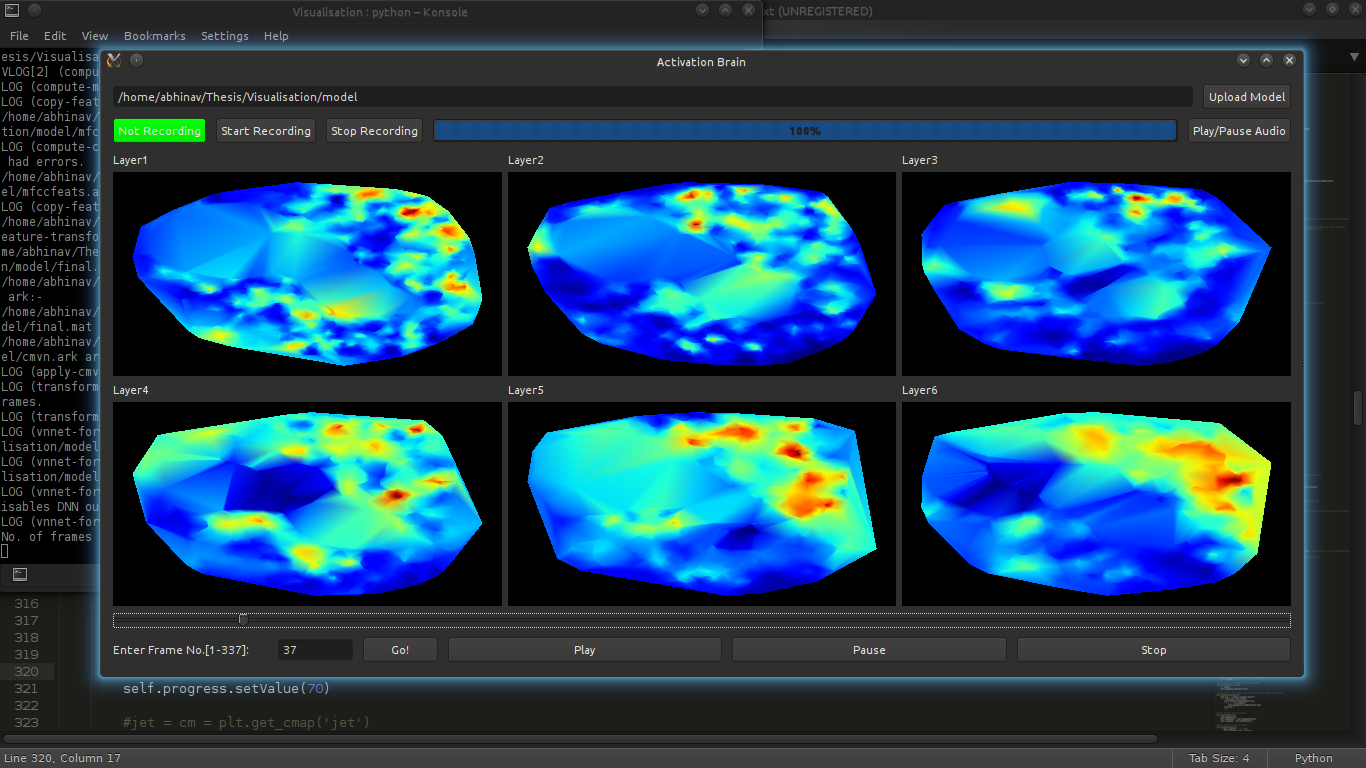 Visualisation : python – Konsole
xt (UNREGISTERED)
File Edit View Bookmarks Settings Help
esis/Visualisa
VLOG[2] (compu
LOG (compute-m
LOG (copy-feat
/home/abhinav/
tion/model/mfc
LOG (compute-c
had errors.
/home/abhinav/
el/mfccfeats.a
LOG (copy-feat
/home/abhinav/
eature-transfo
me/abhinav/The
n/model/final.
/home/abhinav/
ark:-
/home/abhinav/
del/final.mat
el/cmvn.ark ar
LOG (apply-cmv
LOG (transform
rames.
LOG (transform
LOG (vnnet-for
lisation/model
LOG (vnnet-for
lisation/model
LOG (vnnet-for
isables DNN ou
LOG (vnnet-for
No. of frames
Activation Brain
/home/abhinav/Thesis/Visualisation/model
Upload Model
Not Recording Start Recording Stop Recording 100% Play/Pause Audio
Layer1 Layer2 Layer3
Layer4 Layer5 Layer6
Enter Frame No.[1-337]: 37 Go! Play Pause Stop
316
317
318
319
320
321 self.progress.setValue(70)
322
323 #jet = cm = plt.get_cmap('jet')
Line 320, Column 17 Tab Size: 4 Python